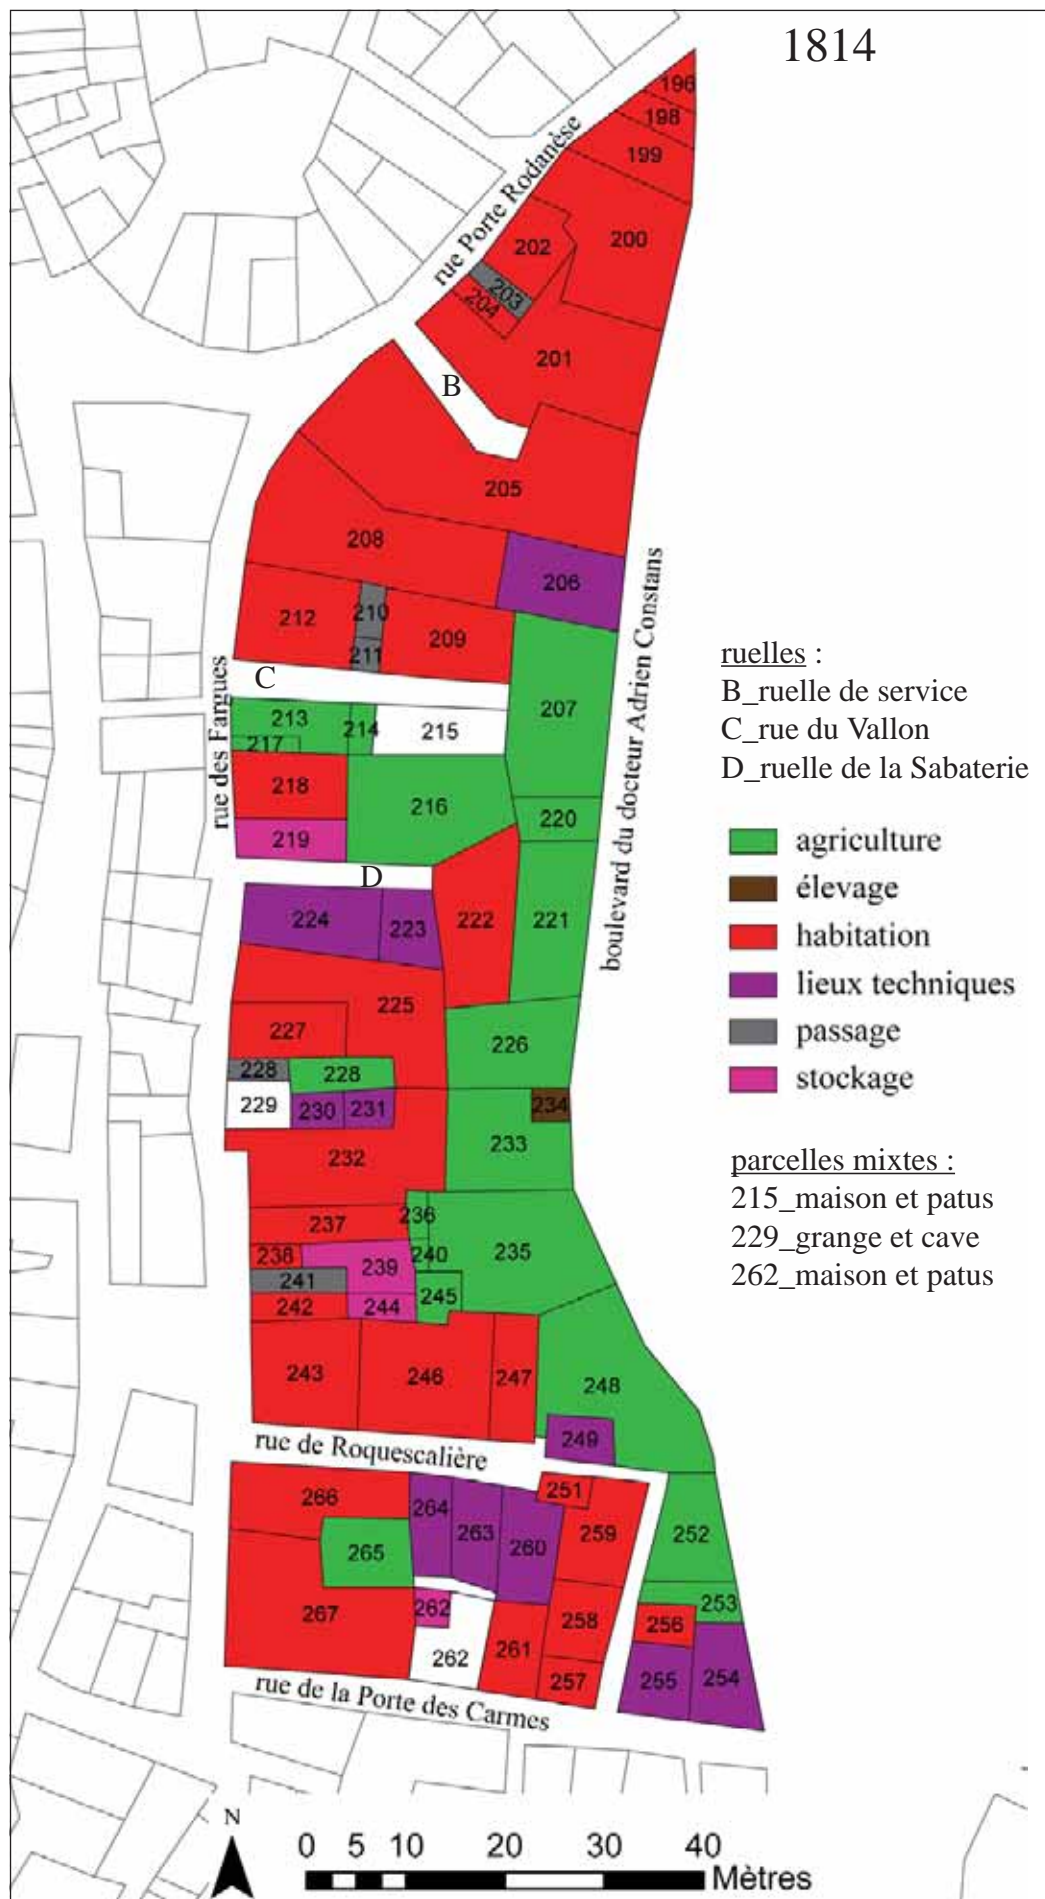 1814
196
198
199
rue Porte Rodanèse
200
202
203
204
201
B
205
208
206
212
210
209
211
C
213
214
215
207
217
rue des Fargues
218
216
219
220
boulevard du docteur Adrien Constans
D
224
223
222
221
225
227
226
228
228
229
230
231
234
232
233
236
237
238
239
240
235
241
245
242
244
243
246
247
248
249
rue de Roquescalière
266
264
263
260
251
259
252
265
253
267
262
262
261
258
256
257
255
254
rue de la Porte des Carmes
ruelles :
B_ruelle de service
C_rue du Vallon
D_ruelle de la Sabaterie
agriculture
élevage
habitation
lieux techniques
passage
stockage
parcelles mixtes :
215_maison et patus
229_grange et cave
262_maison et patus
N
0 5 10 20 30 40
Mètres